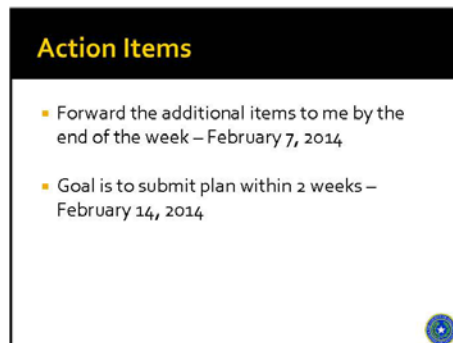 Action Items
Forward the additional items to me by the
end of the week – February 7, 2014
Goal is to submit plan within 2 weeks –
February 14, 2014